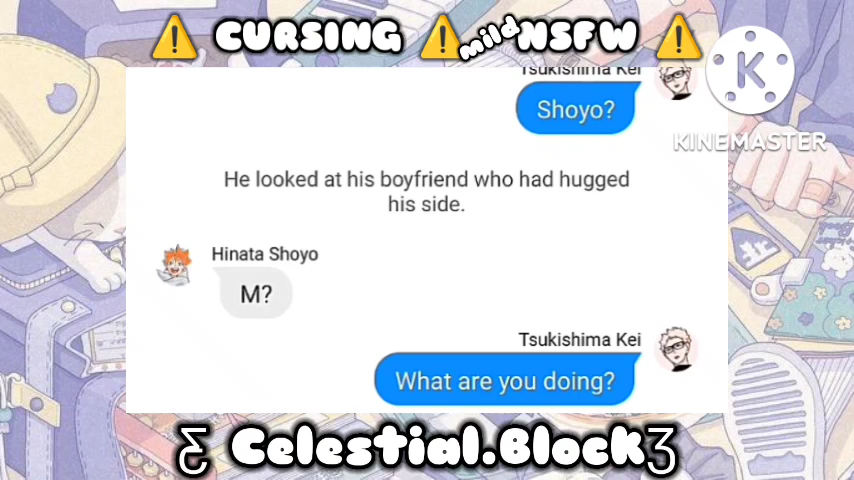 ⚠️ CURSING ⚠️ mild NSFW ⚠️
K
KINEMASTER
Tsukishima Kei
Shoyo?
He looked at his boyfriend who had hugged
his side.
Hinata Shoyo
M?
Tsukishima Kei
What are you doing?
Ƹ Celestial.Block Ʒ